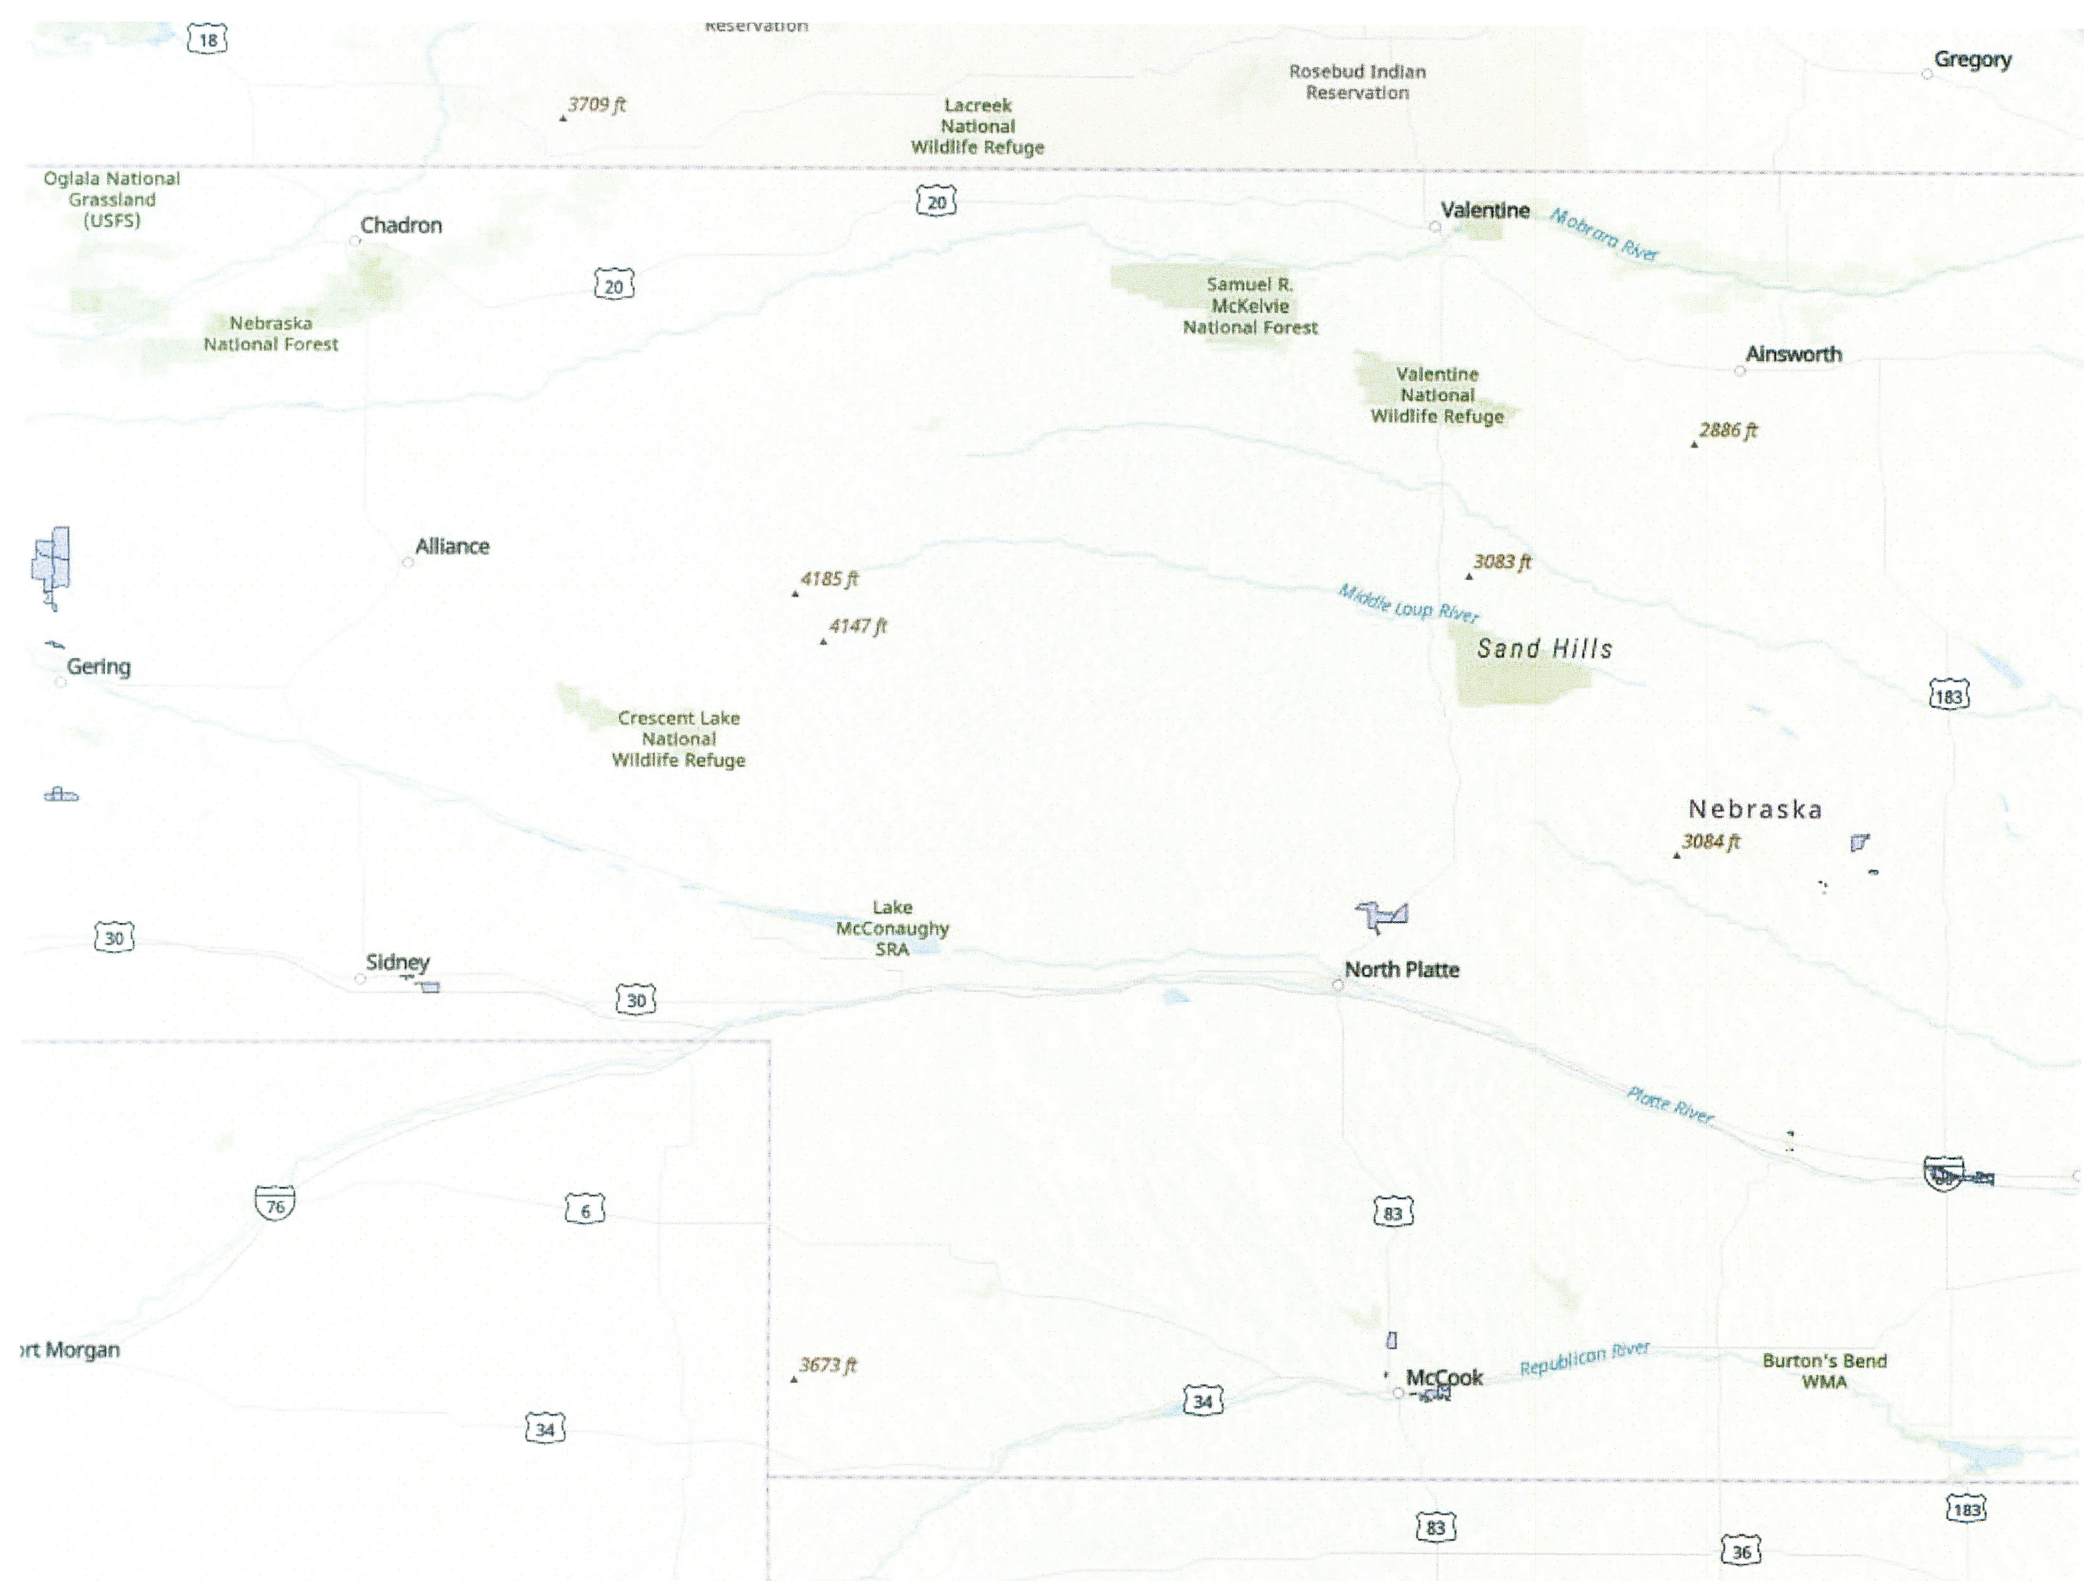 Reservation
18
Gregory
Rosebud Indian
Reservation
3709 ft
Lacreek
National
Wildlife Refuge
Oglala National
Grassland
(USFS)
20
Valentine
Chadron
20
Samuel R.
McKelvie
National Forest
Nebraska
National Forest
Ainsworth
Valentine
National
Wildlife Refuge
2886 ft
Alliance
3083 ft
4185 ft
Middle Loup River
4147 ft
Sand Hills
Gering
183
Crescent Lake
National
Wildlife Refuge
Nebraska
3084 ft
Lake
McConaughy
SRA
30
Sidney
North Platte
30
Platte River
76
6
83
ort Morgan
3673 ft
McCook
Republican River
Burton's Bend
WMA
34
34
183
83
36